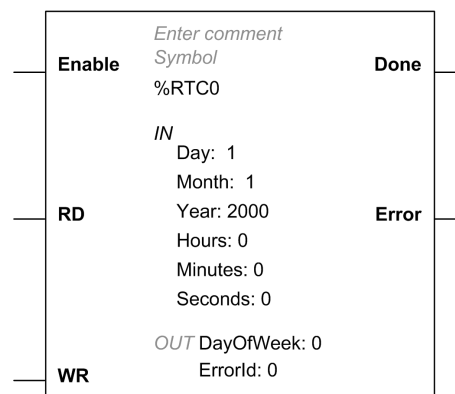 Enter comment
Symbol
Enable
Done
%RTC0
IN
Day: 1
Month: 1
Year: 2000
RD
Error
Hours: 0
Minutes: 0
Seconds: 0
OUT DayOfWeek: 0
ErrorId: 0
WR